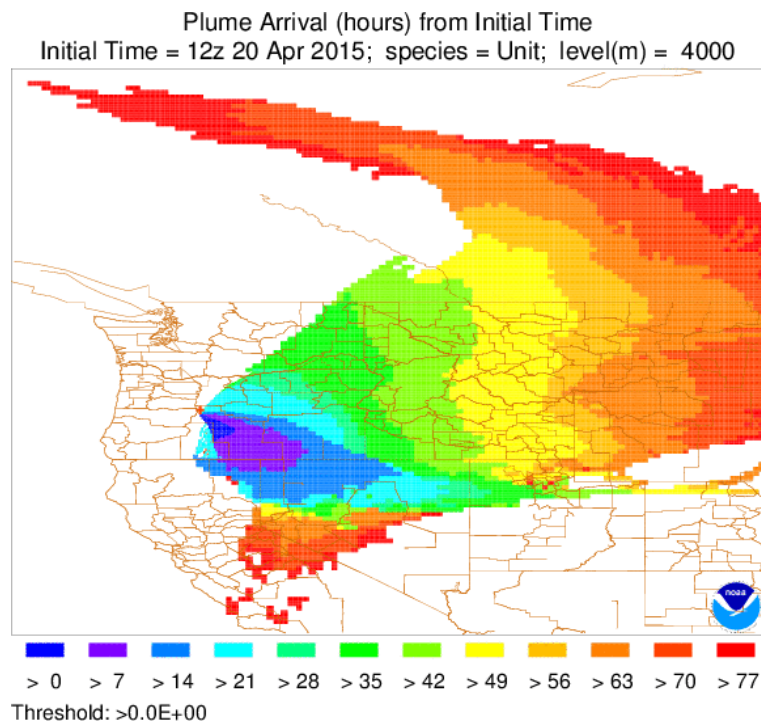 Plume Arrival (hours) from Initial Time
Initial Time = 12z 20 Apr 2015; species = Unit; level(m) = 4000
noaa
> 0 > 7 > 14 > 21 > 28 > 35 > 42 > 49 > 56 > 63 > 70 > 77
Threshold: >0.0E+00